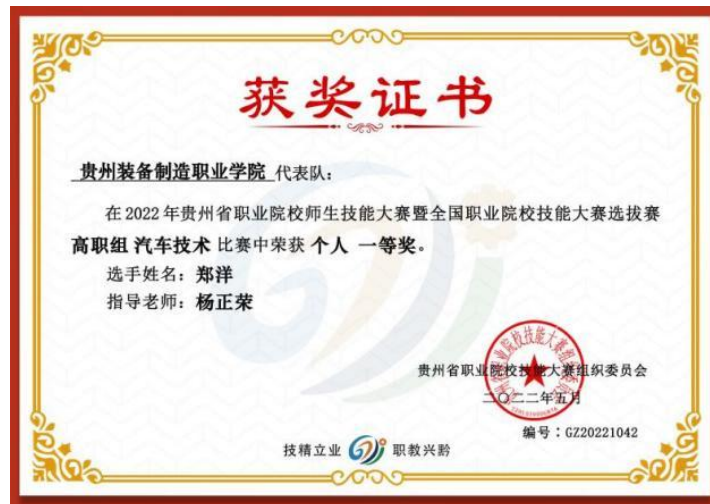 获奖证书
贵州装备制造职业学院 代表队：
在 2022 年贵州省职业院校师生技能大赛暨全国职业院校技能大赛选拔赛
高职组 汽车技术 比赛中荣获 个人 一等奖。
选手姓名：郑洋
指导老师：杨正荣
贵州省职业院校技能大赛组织委员会
二〇二二年五月
编号：GZ20221042
技精立业 职教兴黔